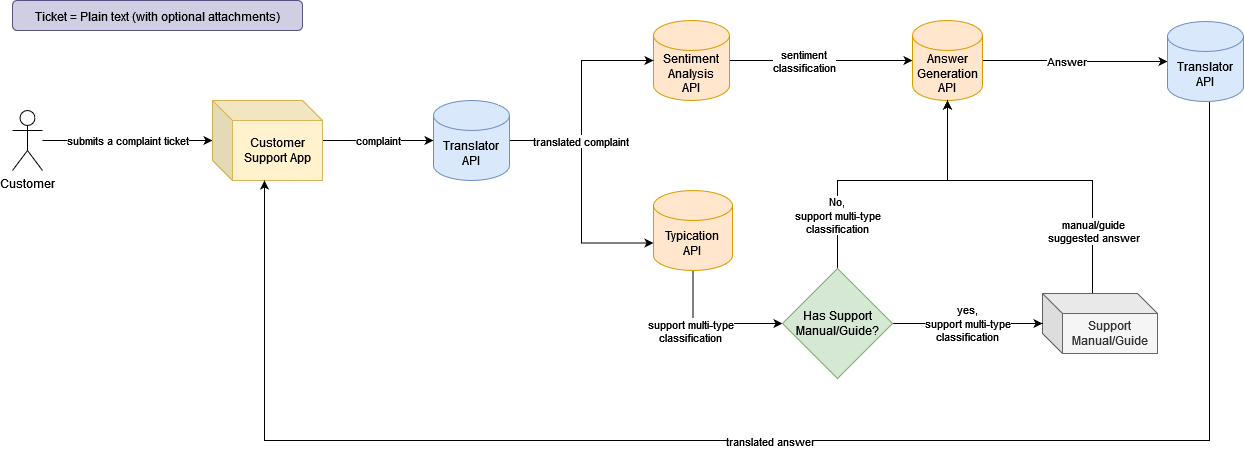 Ticket = Plain text (with optional attachments)
Customer
submits a complaint ticket
Customer
Support App
complaint
Translator
API
translated complaint
Sentiment
Analysis
API
sentiment
classification
Answer
Generation
API
Answer
Translator
API
Typication
API
support multi-type
classification
Has Support
Manual/Guide?
No,
support multi-type
classification
yes,
support multi-type
classification
Support
Manual/Guide
manual/guide
suggested answer
translated answer